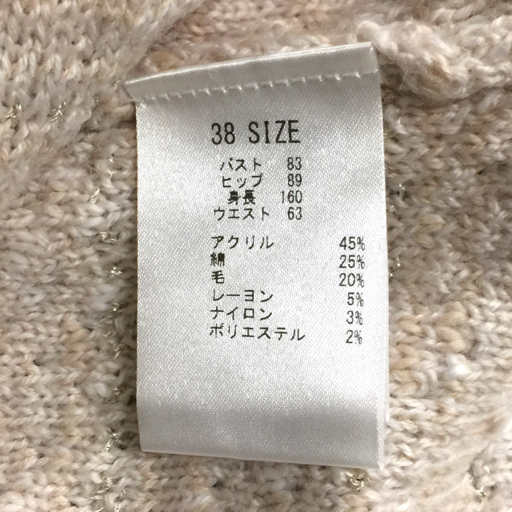 38 SIZE
バスト 83
ヒップ 89
身長 160
ウエスト 63
アクリル 45%
綿 25%
毛 20%
レーヨン 5%
ナイロン 3%
ポリエステル 2%